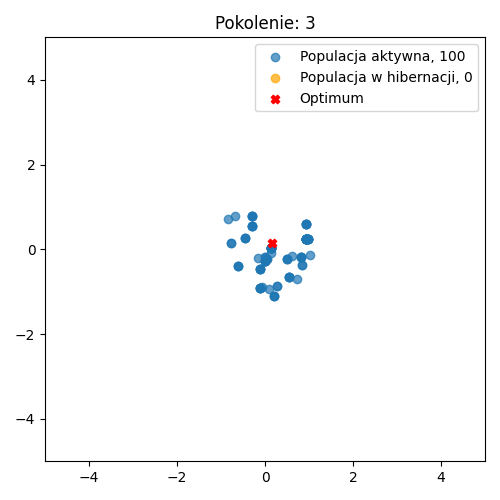 Pokolenie: 3
Populacja aktywna, 100
Populacja w hibernacji, 0
Optimum
4
2
0
−2
−4
−4 −2 0 2 4